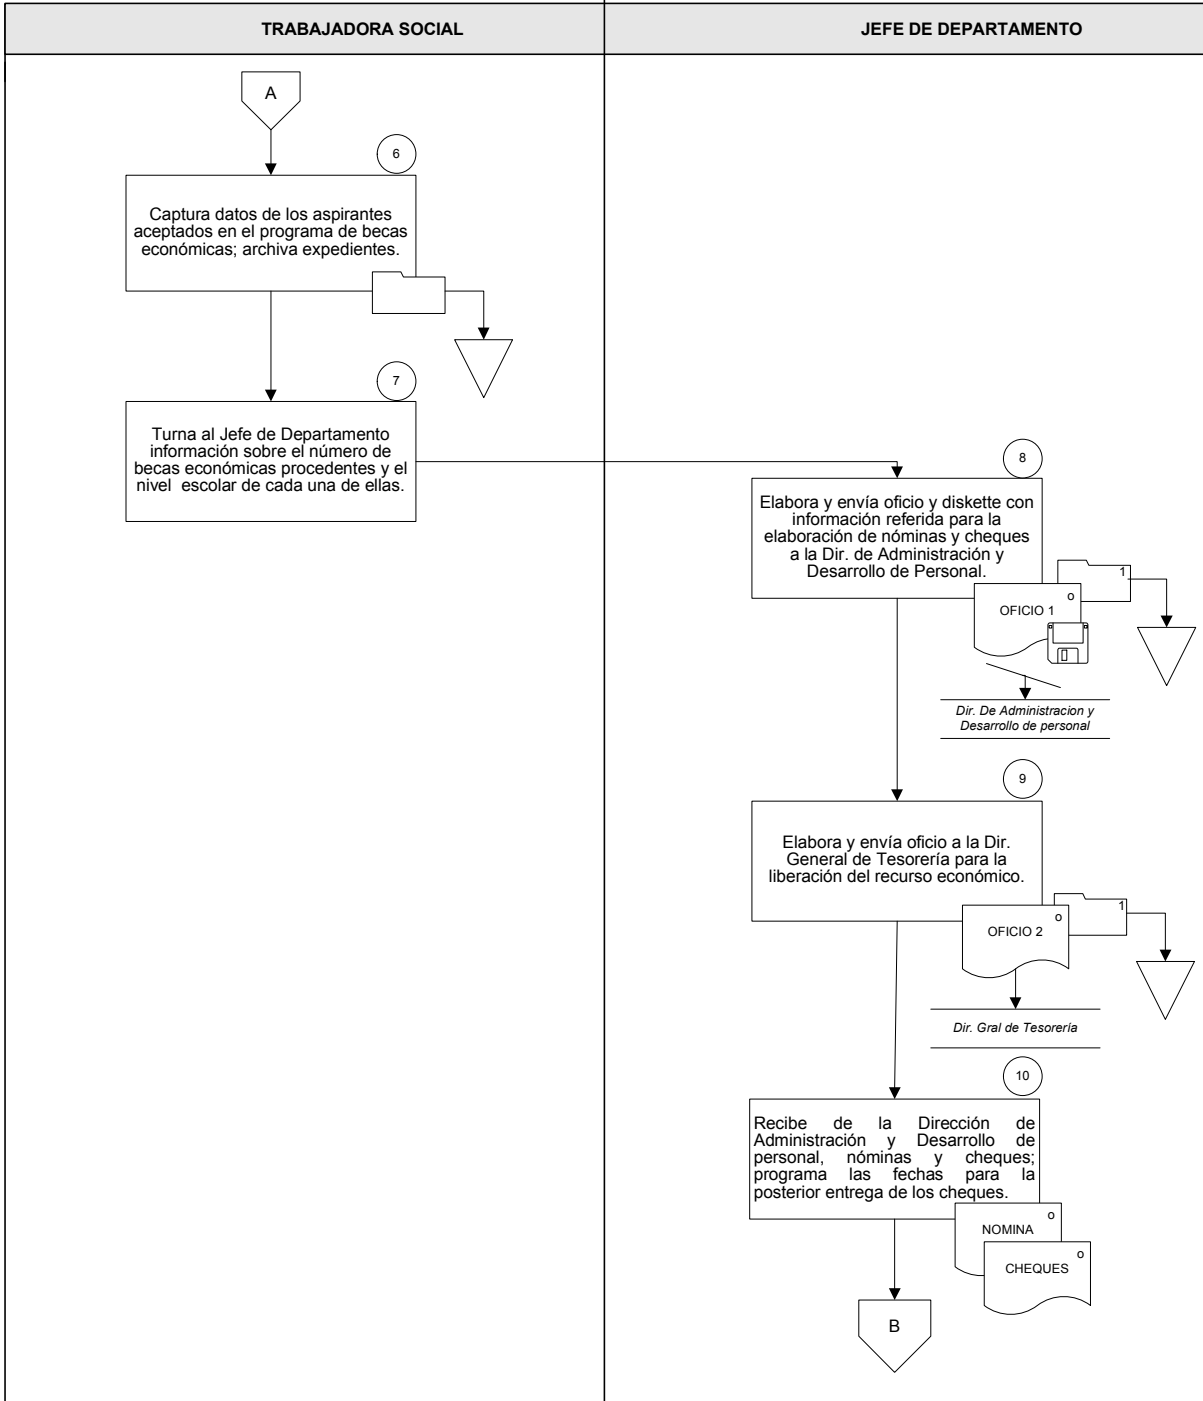 TRABAJADORA SOCIAL
JEFE DE DEPARTAMENTO
A
6
Captura datos de los aspirantes
aceptados en el programa de becas
económicas; archiva expedientes.
7
Turna al Jefe de Departamento
información sobre el número de
becas económicas procedentes y el
nivel escolar de cada una de ellas.
8
Elabora y envía oficio y diskette con
información referida para la
elaboración de nóminas y cheques
a la Dir. de Administración y
Desarrollo de Personal.
1
o
OFICIO 1
Dir. De Administracion y
Desarrollo de personal
9
Elabora y envía oficio a la Dir.
General de Tesorería para la
liberación del recurso económico.
1
o
OFICIO 2
Dir. Gral de Tesorería
10
Recibe de la Dirección de
Administración y Desarrollo de
personal, nóminas y cheques;
programa las fechas para la
posterior entrega de los cheques.
o
NOMINA
o
CHEQUES
B